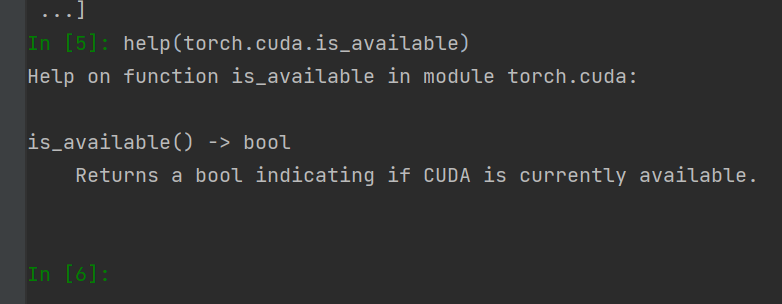 ...]
In [5]: help(torch.cuda.is_available)
Help on function is_available in module torch.cuda:
is_available() -> bool
Returns a bool indicating if CUDA is currently available.
In [6]: